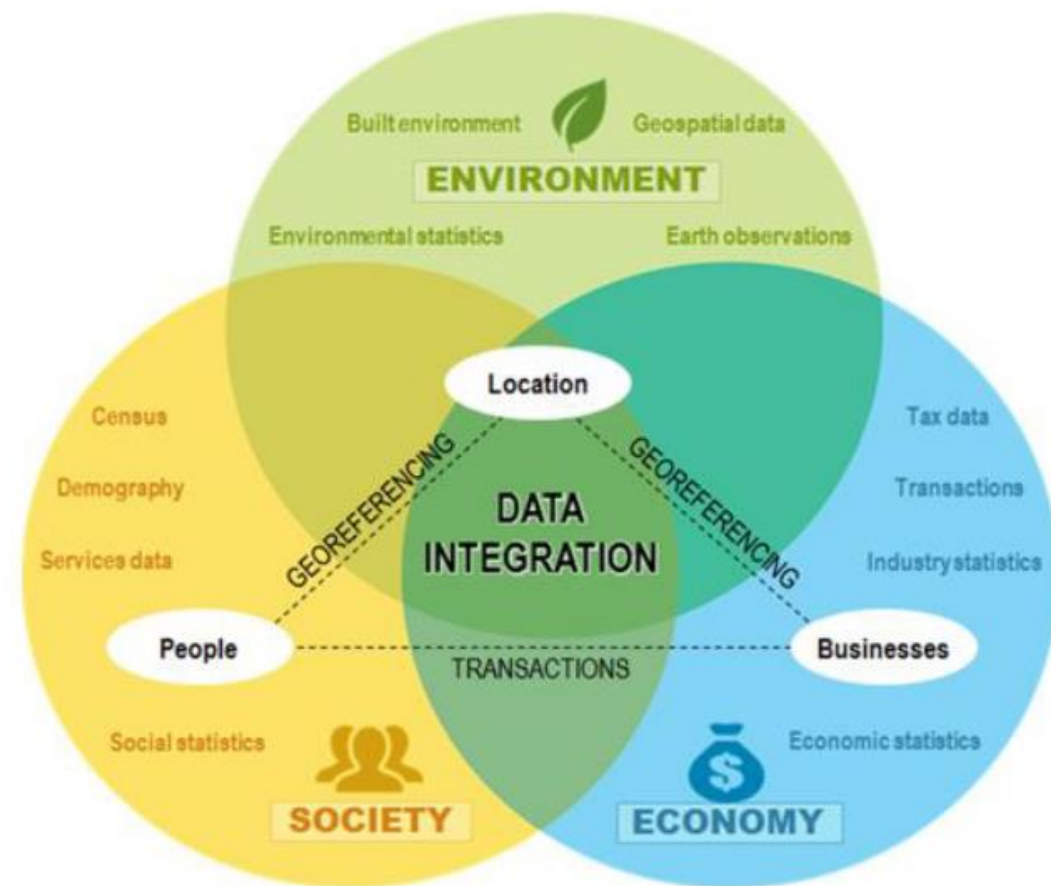 Built environment
Geospatial data
ENVIRONMENT
Environmental statistics
Earth observations
Location
Census
Tax data
GEOREFERENCING
GEOREFERENCING
Demography
Transactions
DATA
INTEGRATION
Services data
Industry statistics
People
Businesses
TRANSACTIONS
Social statistics
Economic statistics
$
SOCIETY
ECONOMY